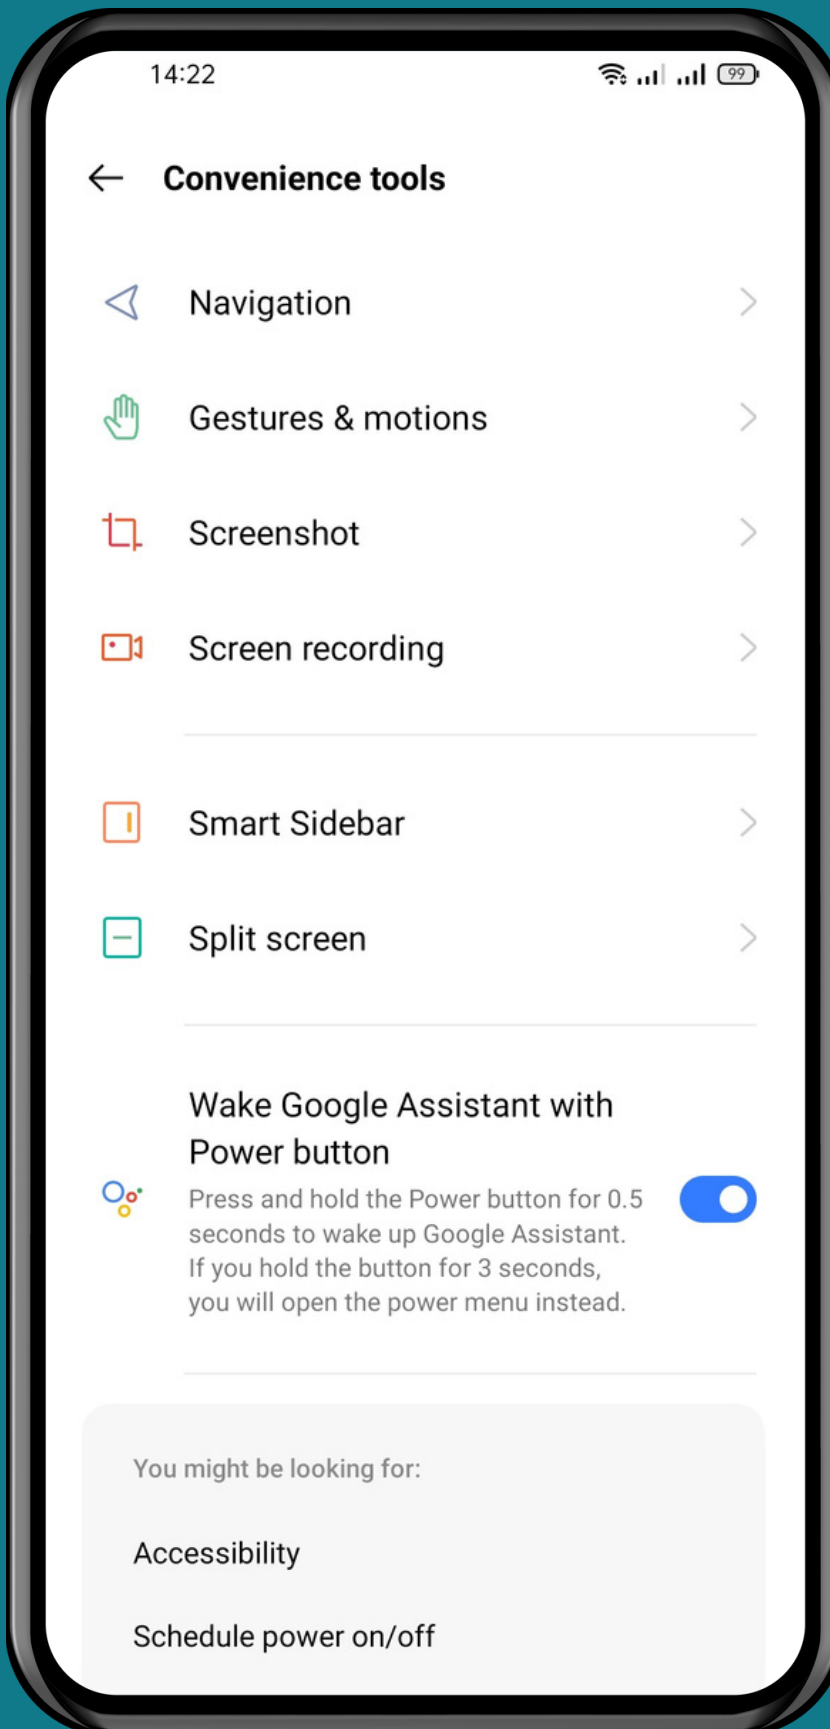 14:22
99
Convenience tools
Navigation
Gestures & motions
Screenshot
Screen recording
Smart Sidebar
Split screen
Wake Google Assistant with
Power button
Press and hold the Power button for 0.5
seconds to wake up Google Assistant.
If you hold the button for 3 seconds,
you will open the power menu instead.
You might be looking for:
Accessibility
Schedule power on/off